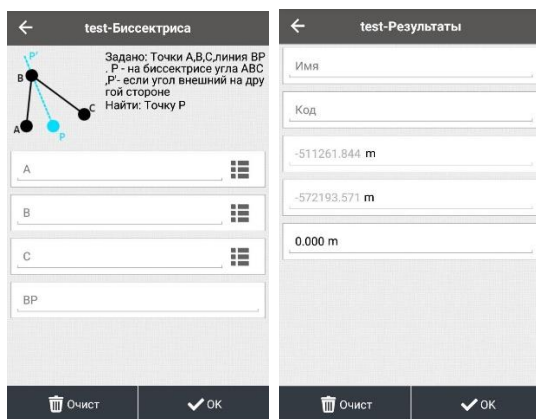 test-Биссектриса
P'
B
A
C
P
Задано: Точки A,B,C,линия BP
. P - на биссектрисе угла ABC
,P'- если угол внешний на дру
гой стороне
Найти: Точку P
A
B
C
BP
Очист
OK
test-Результаты
Имя
Код
-511261.844 m
-572193.571 m
0.000 m
Очист
OK